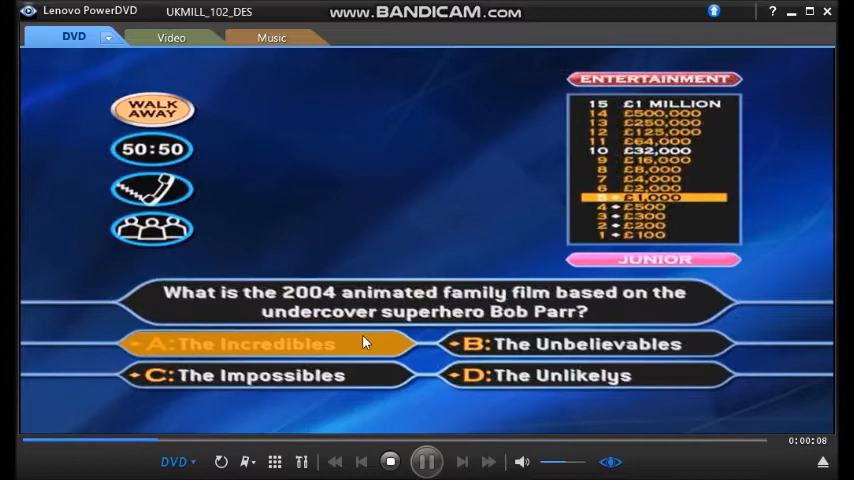 Lenovo PowerDVD
UKMILL_102_DES
www.BANDICAM.com
DVD
Video
Music
WALK
AWAY
50:50
ENTERTAINMENT
15 £1 MILLION
14 £500,000
13 £250,000
12 £125,000
11 £64,000
10 £32,000
9 £16,000
8 £8,000
7 £4,000
6 £2,000
5 £1,000
4 £500
3 £300
2 £200
1 £100
JUNIOR
What is the 2004 animated family film based on the
undercover superhero Bob Parr?
A: The Incredibles
B: The Unbelievables
C: The Impossibles
D: The Unlikelys
0:00:08
DVD